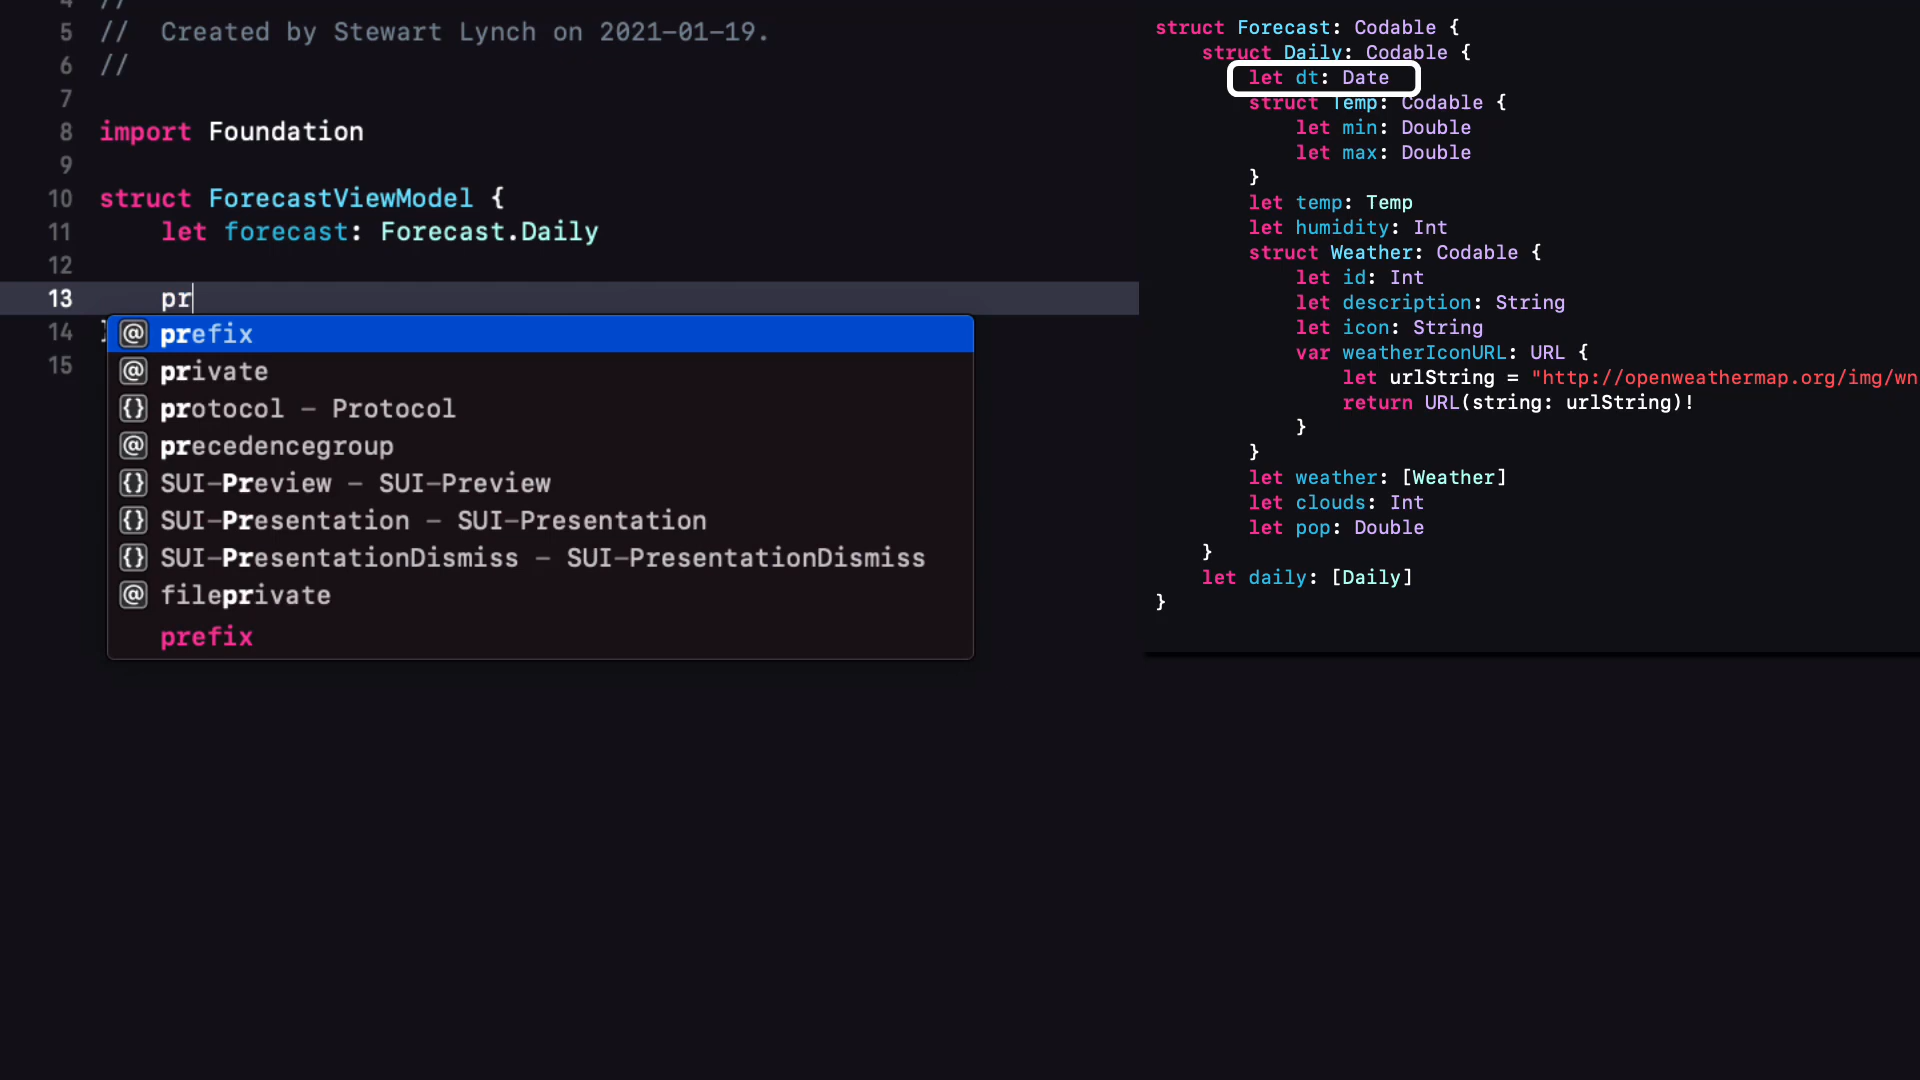 4 //
5 // Created by Stewart Lynch on 2021-01-19.
6 //
7
8 import Foundation
9
10 struct ForecastViewModel {
11 let forecast: Forecast.Daily
12
13 pr
14 }
15
@ prefix
@ private
{} protocol – Protocol
@ precedencegroup
{} SUI-Preview – SUI-Preview
{} SUI-Presentation – SUI-Presentation
{} SUI-PresentationDismiss – SUI-PresentationDismiss
@ fileprivate
prefix
struct Forecast: Codable {
struct Daily: Codable {
let dt: Date
struct Temp: Codable {
let min: Double
let max: Double
}
let temp: Temp
let humidity: Int
struct Weather: Codable {
let id: Int
let description: String
let icon: String
var weatherIconURL: URL {
let urlString = "http://openweathermap.org/img/wn
return URL(string: urlString)!
}
}
let weather: [Weather]
let clouds: Int
let pop: Double
}
let daily: [Daily]
}